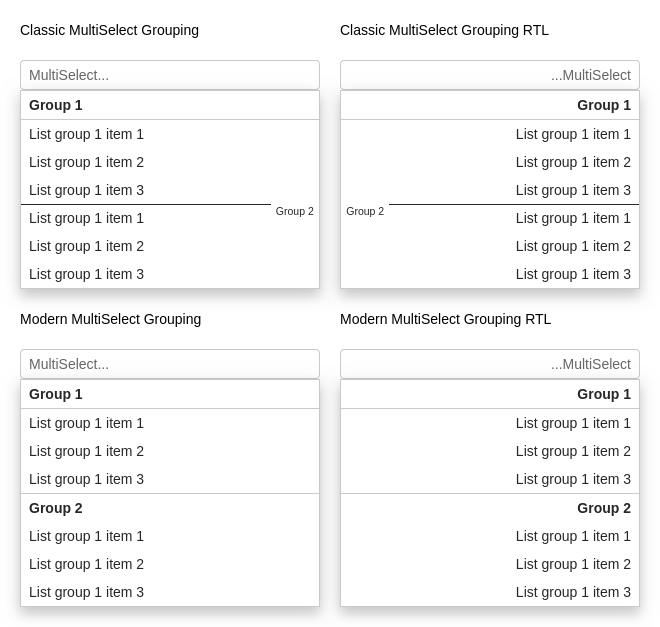 Classic MultiSelect Grouping
MultiSelect...
Group 1
List group 1 item 1
List group 1 item 2
List group 1 item 3
Group 2
List group 1 item 1
List group 1 item 2
List group 1 item 3
Classic MultiSelect Grouping RTL
...MultiSelect
Group 1
List group 1 item 1
List group 1 item 2
List group 1 item 3
Group 2
List group 1 item 1
List group 1 item 2
List group 1 item 3
Modern MultiSelect Grouping
MultiSelect...
Group 1
List group 1 item 1
List group 1 item 2
List group 1 item 3
Group 2
List group 1 item 1
List group 1 item 2
List group 1 item 3
Modern MultiSelect Grouping RTL
...MultiSelect
Group 1
List group 1 item 1
List group 1 item 2
List group 1 item 3
Group 2
List group 1 item 1
List group 1 item 2
List group 1 item 3